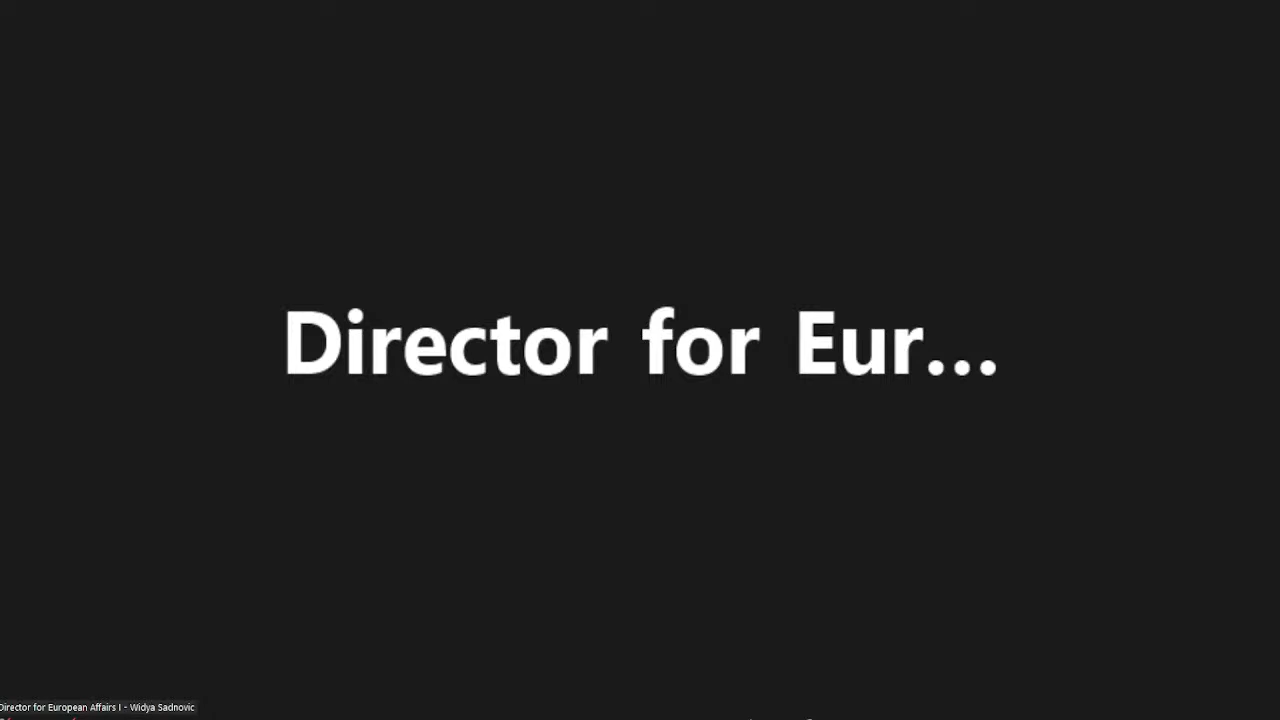 Director for Eur...
Director for European Affairs I - Widya Sadnovic